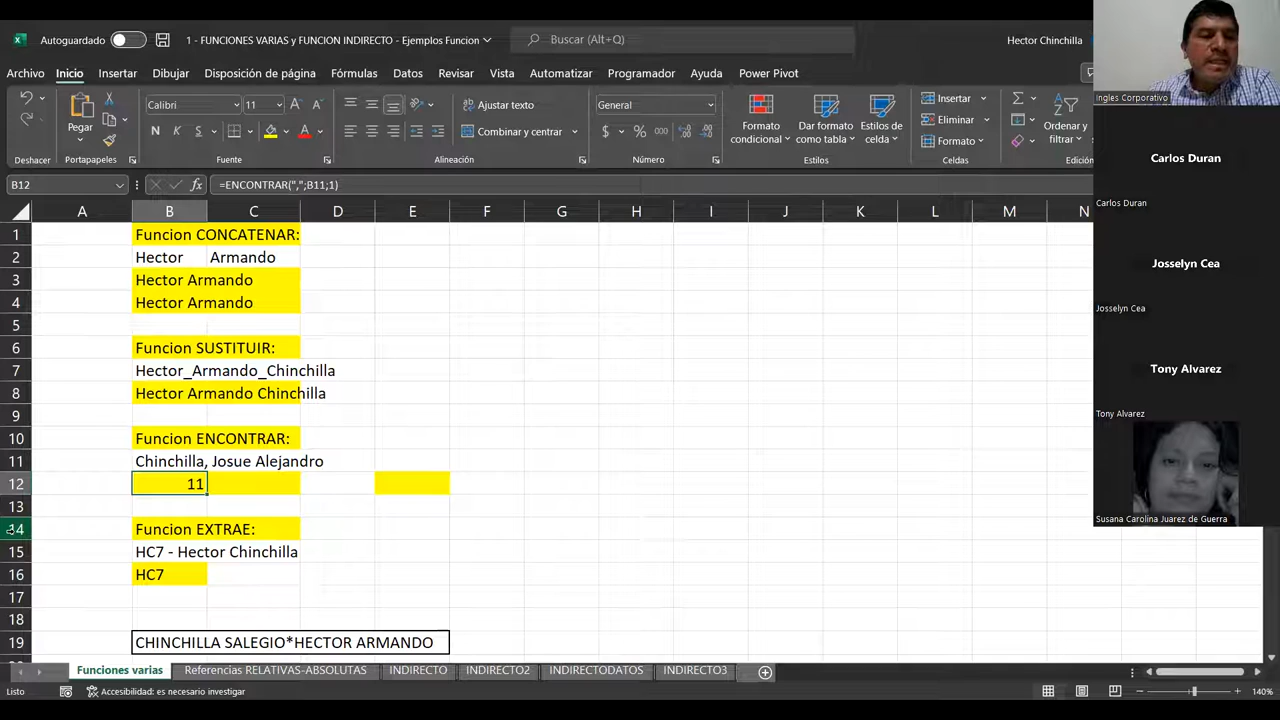 Autoguardado
1 - FUNCIONES VARIAS y FUNCION INDIRECTO - Ejemplos Funcion
Buscar (Alt+Q)
Hector Chinchilla
Archivo Inicio Insertar Dibujar Disposición de página Fórmulas Datos Revisar Vista Automatizar Programador Ayuda Power Pivot
Pegar
Calibri 11
N K S
Ajustar texto
Combinar y centrar
General
$ % 000
Formato condicional
Dar formato como tabla
Estilos de celda
Insertar
Eliminar
Formato
Ordenar y filtrar
Deshacer Portapapeles Fuente Alineación Número Estilos Celdas Edición
B12 fx =ENCONTRAR(",";B11;1)
A B C D E F G H I J K L M N
1 Funcion CONCATENAR:
2 Hector Armando
3 Hector Armando
4 Hector Armando
5
6 Funcion SUSTITUIR:
7 Hector_Armando_Chinchilla
8 Hector Armando Chinchilla
9
10 Funcion ENCONTRAR:
11 Chinchilla, Josue Alejandro
12 11
13
14 Funcion EXTRAE:
15 HC7 - Hector Chinchilla
16 HC7
17
18
19 CHINCHILLA SALEGIO*HECTOR ARMANDO
Funciones varias Referencias RELATIVAS-ABSOLUTAS INDIRECTO INDIRECTO2 INDIRECTODATOS INDIRECTO3
Listo Accesibilidad: es necesario investigar 140%
Ingles Corporativo
Carlos Duran
Carlos Duran
Josselyn Cea
Josselyn Cea
Tony Alvarez
Tony Alvarez
Susana Carolina Juarez de Guerra